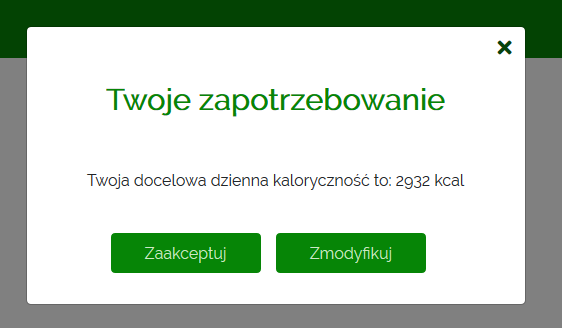 Twoje zapotrzebowanie
Twoja docelowa dzienna kaloryczność to: 2932 kcal
Zaakceptuj
Zmodyfikuj